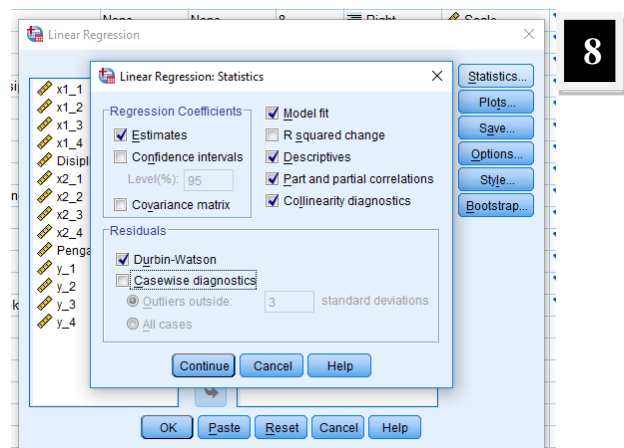 None None 8 Right Scale
Linear Regression
8
Linear Regression: Statistics
Statistics...
Plots...
Save...
Options...
Style...
Bootstrap...
x1_1
x1_2
x1_3
x1_4
Disipl
x2_1
x2_2
x2_3
x2_4
Penga
y_1
y_2
y_3
y_4
Regression Coefficients
Estimates
Confidence intervals
Level(%): 95
Covariance matrix
Model fit
R squared change
Descriptives
Part and partial correlations
Collinearity diagnostics
Residuals
Durbin-Watson
Casewise diagnostics
Outliers outside: 3 standard deviations
All cases
Continue Cancel Help
OK Paste Reset Cancel Help